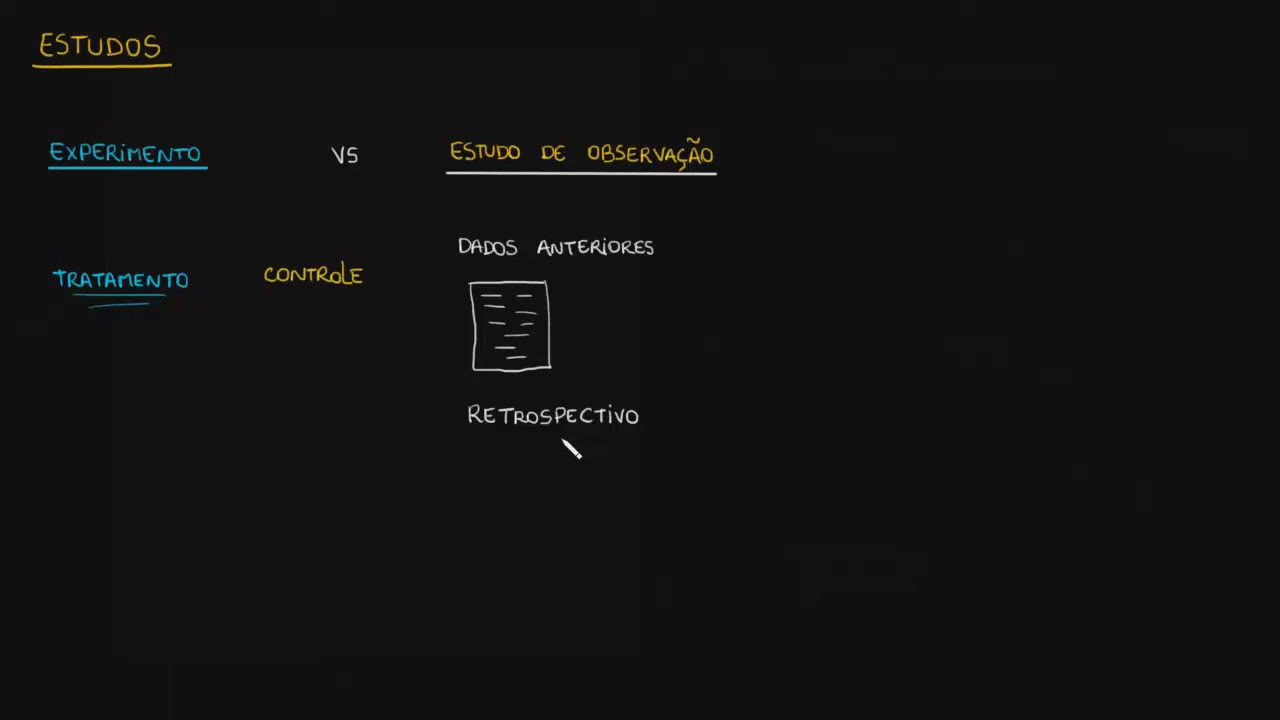 ESTUDOS
EXPERIMENTO VS ESTUDO DE OBSERVAÇÃO
DADOS ANTERIORES
TRATAMENTO CONTROLE
RETROSPECTIVO